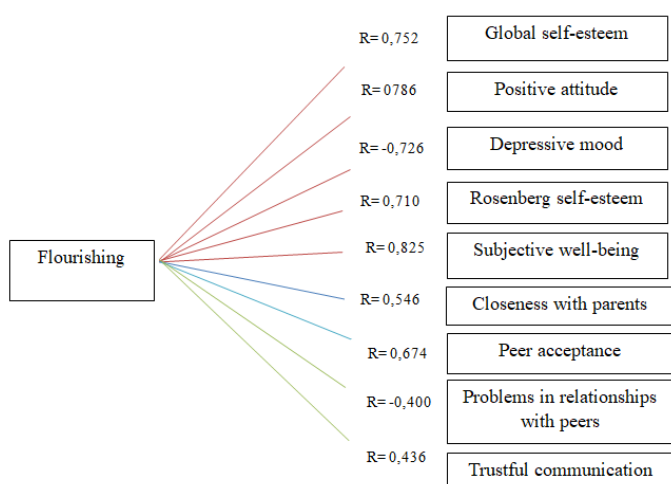 R= 0,752 Global self-esteem
R= 0786 Positive attitude
R= -0,726 Depressive mood
R= 0,710 Rosenberg self-esteem
Flourishing
R= 0,825 Subjective well-being
R= 0,546 Closeness with parents
R= 0,674 Peer acceptance
R= -0,400 Problems in relationships
with peers
R= 0,436 Trustful communication